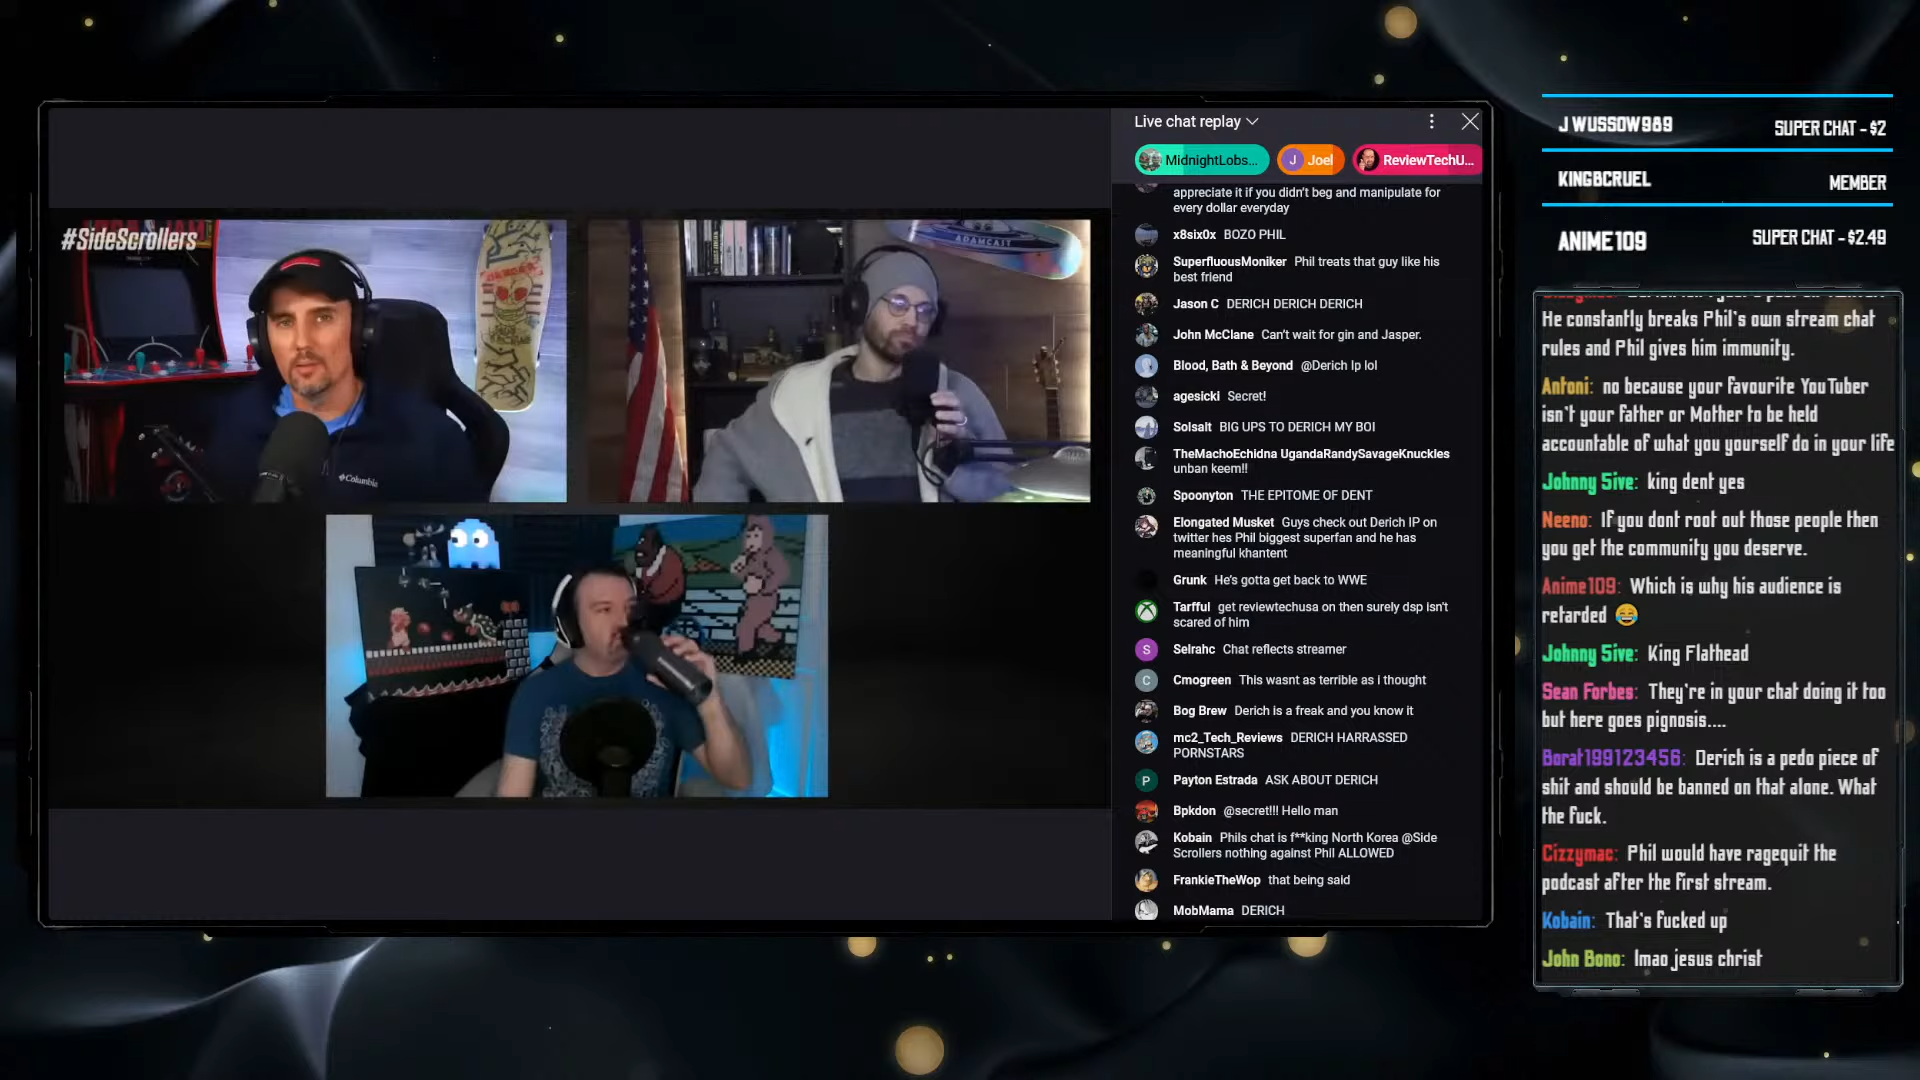 #SideScrollers
ADAMCAST
Columbia
Live chat replay
MidnightLobs...
J Joel
ReviewTechU...
appreciate it if you didn't beg and manipulate for
every dollar everyday
x8six0x BOZO PHIL
SuperfluousMoniker Phil treats that guy like his
best friend
Jason C DERICH DERICH DERICH
John McClane Can't wait for gin and Jasper.
Blood, Bath & Beyond @Derich Ip lol
agesicki Secret!
Solsalt BIG UPS TO DERICH MY BOI
TheMachoEchidna UgandaRandySavageKnuckles
unban keem!!
Spoonyton THE EPITOME OF DENT
Elongated Musket Guys check out Derich IP on
twitter hes Phil biggest superfan and he has
meaningful khantent
Grunk He's gotta get back to WWE
Tarfful get reviewtechusa on then surely dsp isn't
scared of him
S Seirahc Chat reflects streamer
C Cmogreen This wasnt as terrible as i thought
Bog Brew Derich is a freak and you know it
mc2_Tech_Reviews DERICH HARRASSED
PORNSTARS
P Payton Estrada ASK ABOUT DERICH
Bpkdon @secret!!! Hello man
Kobain Phils chat is f**king North Korea @Side
Scrollers nothing against Phil ALLOWED
FrankieTheWop that being said
MobMama DERICH
J WUSSOW989 SUPER CHAT - $2
KINGBCRUEL MEMBER
ANIME109 SUPER CHAT - $2.49
He constantly breaks Phil's own stream chat
rules and Phil gives him immunity.
Antoni: no because your favourite YouTuber
isn't your father or Mother to be held
accountable of what you yourself do in your life
Johnny 5ive: king dent yes
Neeno: If you dont root out those people then
you get the community you deserve.
Anime109: Which is why his audience is
retarded 😂
Johnny 5ive: King Flathead
Sean Forbes: They're in your chat doing it too
but here goes pignosis....
Borat199123456: Derich is a pedo piece of
shit and should be banned on that alone. What
the fuck.
Cizzymac: Phil would have ragequit the
podcast after the first stream.
Kobain: That's fucked up
John Bono: lmao jesus christ